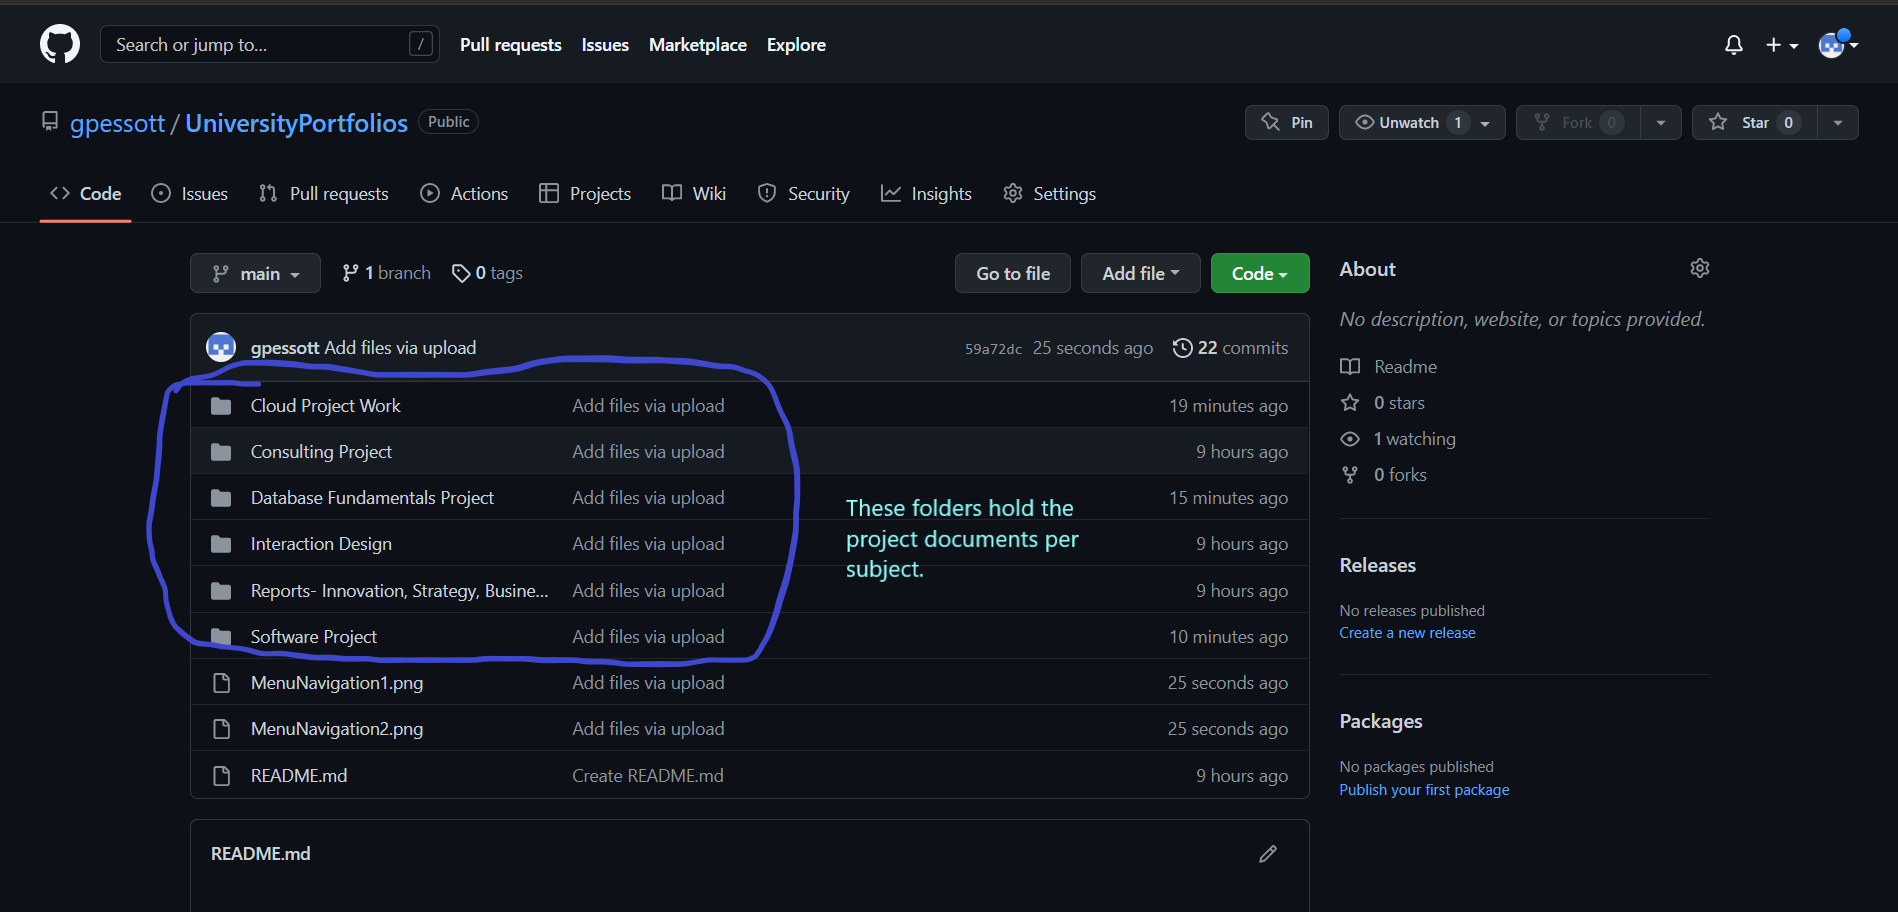 Search or jump to... /
Pull requests Issues Marketplace Explore
gpessott / UniversityPortfolios Public
Pin Unwatch 1 Fork 0 Star 0
Code Issues Pull requests Actions Projects Wiki Security Insights Settings
main 1 branch 0 tags Go to file Add file Code
gpessott Add files via upload 59a72dc 25 seconds ago 22 commits
Cloud Project Work Add files via upload 19 minutes ago
Consulting Project Add files via upload 9 hours ago
Database Fundamentals Project Add files via upload 15 minutes ago
Interaction Design Add files via upload 9 hours ago
Reports- Innovation, Strategy, Busine... Add files via upload 9 hours ago
Software Project Add files via upload 10 minutes ago
MenuNavigation1.png Add files via upload 25 seconds ago
MenuNavigation2.png Add files via upload 25 seconds ago
README.md Create README.md 9 hours ago
These folders hold the
project documents per
subject.
README.md
About
No description, website, or topics provided.
Readme
0 stars
1 watching
0 forks
Releases
No releases published
Create a new release
Packages
No packages published
Publish your first package